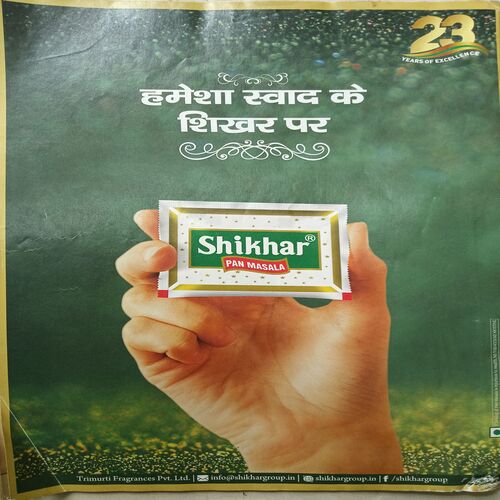 23
YEARS OF EXCELLENCE
हमेशा स्वाद के
शिखर पर
Shikhar®
PAN MASALA
Trimurti Fragrances Pvt. Ltd. | info@shikhargroup.in | shikhargroup.in | f /shikhargroup